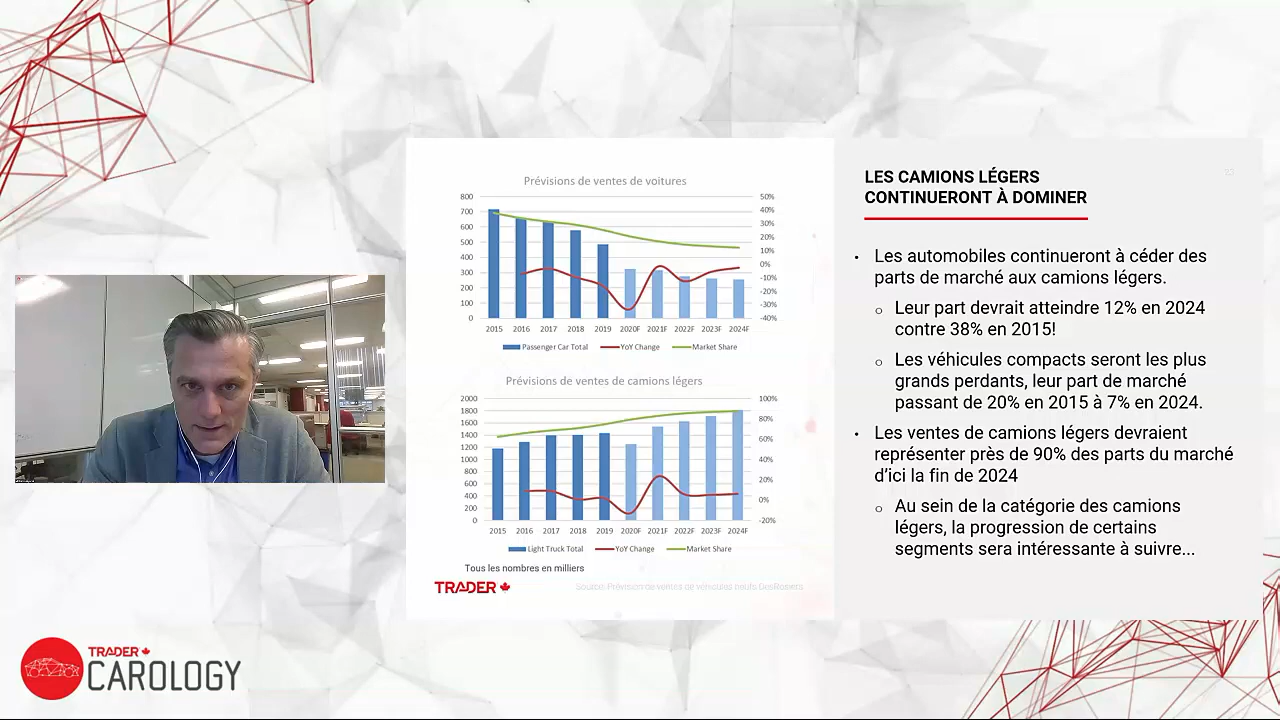 LES CAMIONS LÉGERS
CONTINUERONT À DOMINER
Prévisions de ventes de voitures
800
700
600
500
400
300
200
100
0
50%
40%
30%
20%
10%
0%
-10%
-20%
-30%
-40%
2015 2016 2017 2018 2019 2020F 2021F 2022F 2023F 2024F
Passenger Car Total YoY Change Market Share
Prévisions de ventes de camions légers
2000
1800
1600
1400
1200
1000
800
600
400
200
0
100%
80%
60%
40%
20%
0%
-20%
2015 2016 2017 2018 2019 2020F 2021F 2022F 2023F 2024F
Light Truck Total YoY Change Market Share
Tous les nombres en milliers
TRADER
Source: Prévision de ventes de véhicules neufs DesRosiers
• Les automobiles continueront à céder des
parts de marché aux camions légers.
o Leur part devrait atteindre 12% en 2024
contre 38% en 2015!
o Les véhicules compacts seront les plus
grands perdants, leur part de marché
passant de 20% en 2015 à 7% en 2024.
• Les ventes de camions légers devraient
représenter près de 90% des parts du marché
d’ici la fin de 2024
o Au sein de la catégorie des camions
légers, la progression de certains
segments sera intéressante à suivre...
TRADER
CAROLOGY